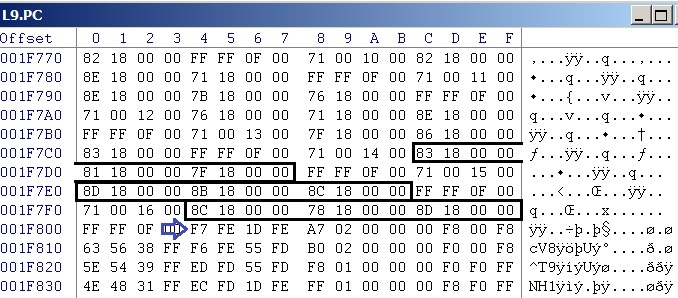 L9.PC
Offset 0 1 2 3 4 5 6 7 8 9 A B C D E F
001F770 82 18 00 00 FF FF 0F 00 71 00 10 00 82 18 00 00 ‚...ÿÿ..q...‚...
001F780 8E 18 00 00 71 18 00 00 FF FF 0F 00 71 00 11 00 •...q...ÿÿ..q...
001F790 8E 18 00 00 7B 18 00 00 76 18 00 00 FF FF 0F 00 •...{...v...ÿÿ..
001F7A0 71 00 12 00 76 18 00 00 71 18 00 00 8E 18 00 00 q...v...q...•...
001F7B0 FF FF 0F 00 71 00 13 00 7F 18 00 00 86 18 00 00 ÿÿ..q...•...†...
001F7C0 83 18 00 00 FF FF 0F 00 71 00 14 00 83 18 00 00 ƒ...ÿÿ..q...ƒ...
001F7D0 81 18 00 00 7F 18 00 00 FF FF 0F 00 71 00 15 00 ....•...ÿÿ..q...
001F7E0 8D 18 00 00 8B 18 00 00 8C 18 00 00 FF FF 0F 00 ....‹...Œ...ÿÿ..
001F7F0 71 00 16 00 8C 18 00 00 78 18 00 00 8D 18 00 00 q...Œ...x.......
001F800 FF FF 0F F7 FE 1D FE A7 02 00 00 00 F8 00 F8 ÿÿ..÷þ.þ§....ø.ø
001F810 63 56 38 FF F6 FE 55 FD B0 02 00 00 00 F0 00 F8 cV8ÿöþUý°....ð.ø
001F820 5E 54 39 FF ED FD 55 FD F8 01 00 00 00 F8 F0 FF ^T9ÿíýUýø....øðÿ
001F830 4E 48 31 FF EC FD 1D FE FF 01 00 00 00 F8 F0 FF NH1ÿìý.þÿ....øðÿ